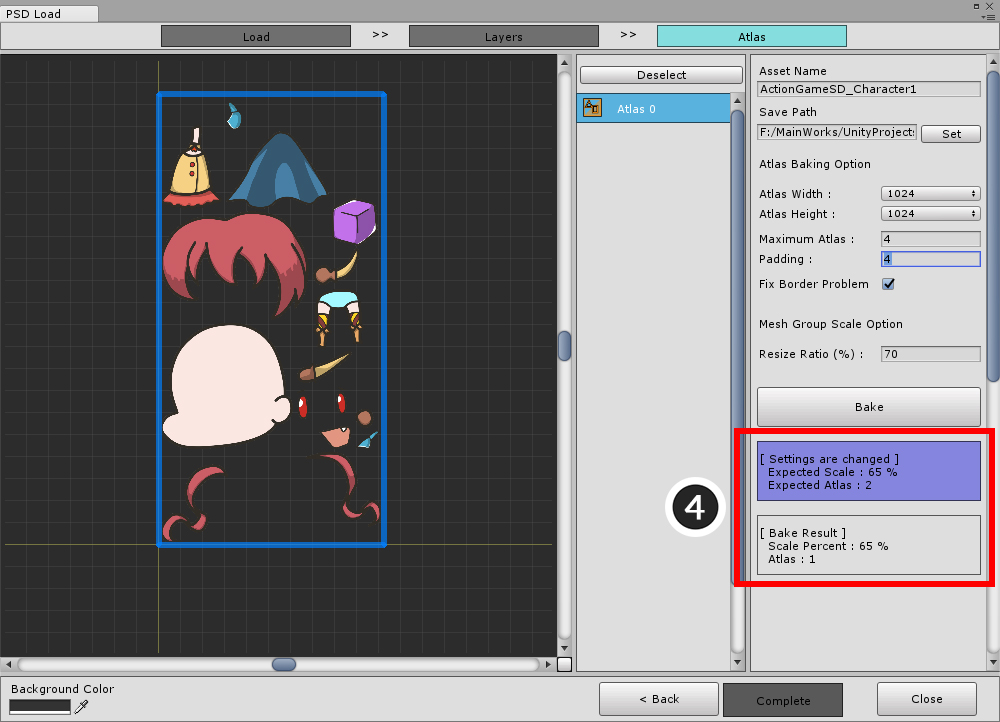 PSD Load
Load >> Layers >> Atlas
Deselect
Atlas 0
Asset Name
ActionGameSD_Character1
Save Path
F:/MainWorks/UnityProject: Set
Atlas Baking Option
Atlas Width : 1024
Atlas Height : 1024
Maximum Atlas : 4
Padding : 4
Fix Border Problem
Mesh Group Scale Option
Resize Ratio (%) : 70
Bake
[ Settings are changed ]
Expected Scale : 65 %
Expected Atlas : 2
4
[ Bake Result ]
Scale Percent : 65 %
Atlas : 1
Background Color
< Back Complete Close